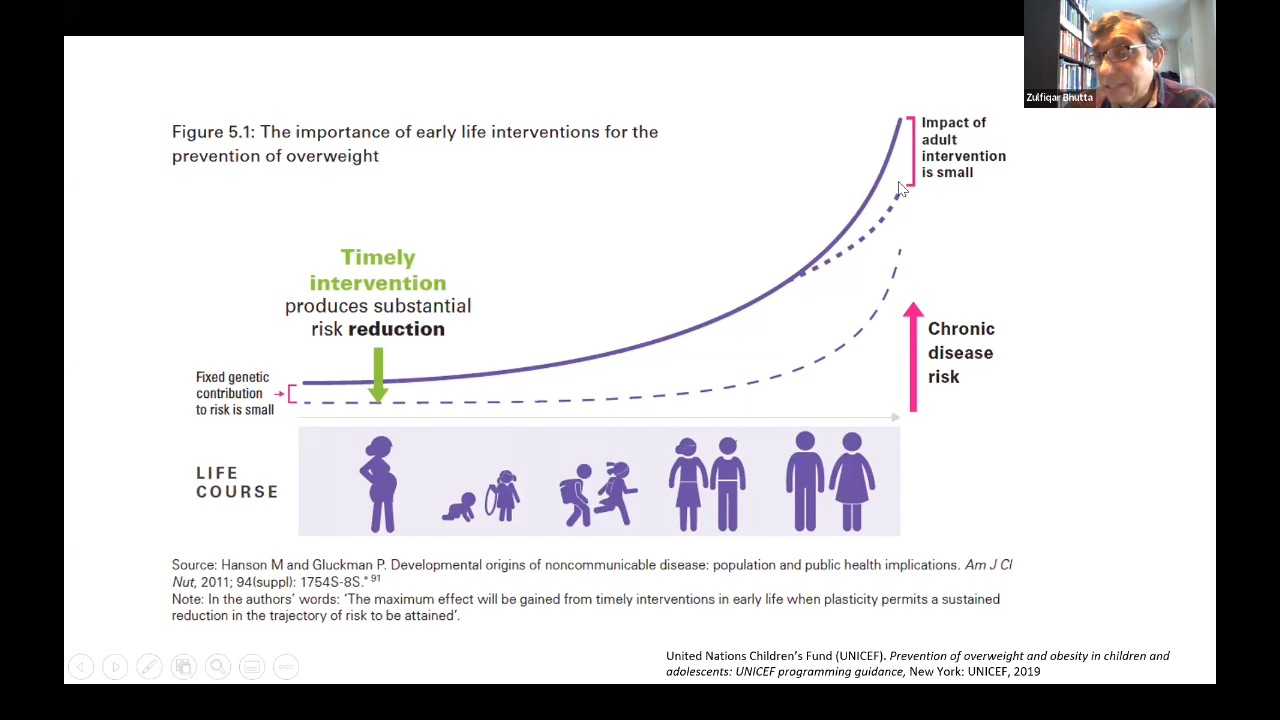 Zulfiqar Bhutta
Figure 5.1: The importance of early life interventions for the
prevention of overweight
Impact of
adult
intervention
is small
Timely
intervention
produces substantial
risk reduction
Fixed genetic
contribution
to risk is small
Chronic
disease
risk
LIFE
COURSE
Source: Hanson M and Gluckman P. Developmental origins of noncommunicable disease: population and public health implications. Am J Cl
Nut, 2011; 94(suppl): 1754S-8S." 91
Note: In the authors' words: 'The maximum effect will be gained from timely interventions in early life when plasticity permits a sustained
reduction in the trajectory of risk to be attained'.
United Nations Children's Fund (UNICEF). Prevention of overweight and obesity in children and
adolescents: UNICEF programming guidance, New York: UNICEF, 2019